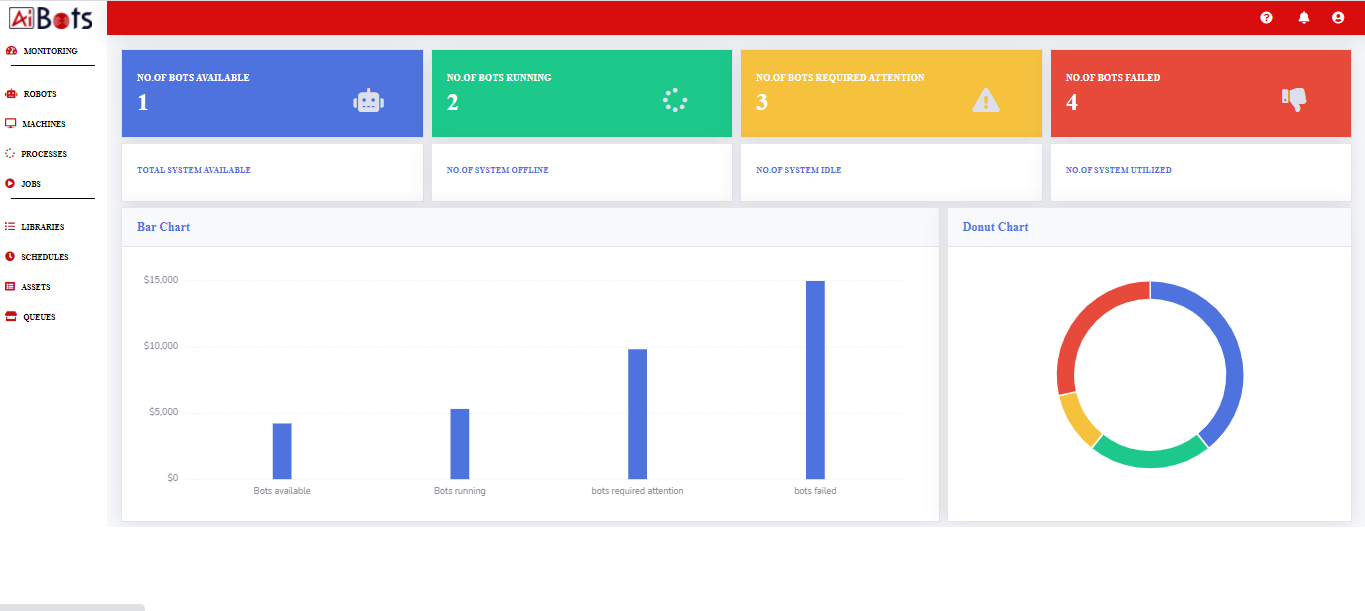 AiBots
MONITORING
ROBOTS
MACHINES
PROCESSES
JOBS
LIBRARIES
SCHEDULES
ASSETS
QUEUES
NO.OF BOTS AVAILABLE
1
NO.OF BOTS RUNNING
2
NO.OF BOTS REQUIRED ATTENTION
3
NO.OF BOTS FAILED
4
TOTAL SYSTEM AVAILABLE
NO.OF SYSTEM OFFLINE
NO.OF SYSTEM IDLE
NO.OF SYSTEM UTILIZED
Bar Chart
$15,000
$10,000
$5,000
$0
Bots available
Bots running
bots required attention
bots failed
Donut Chart